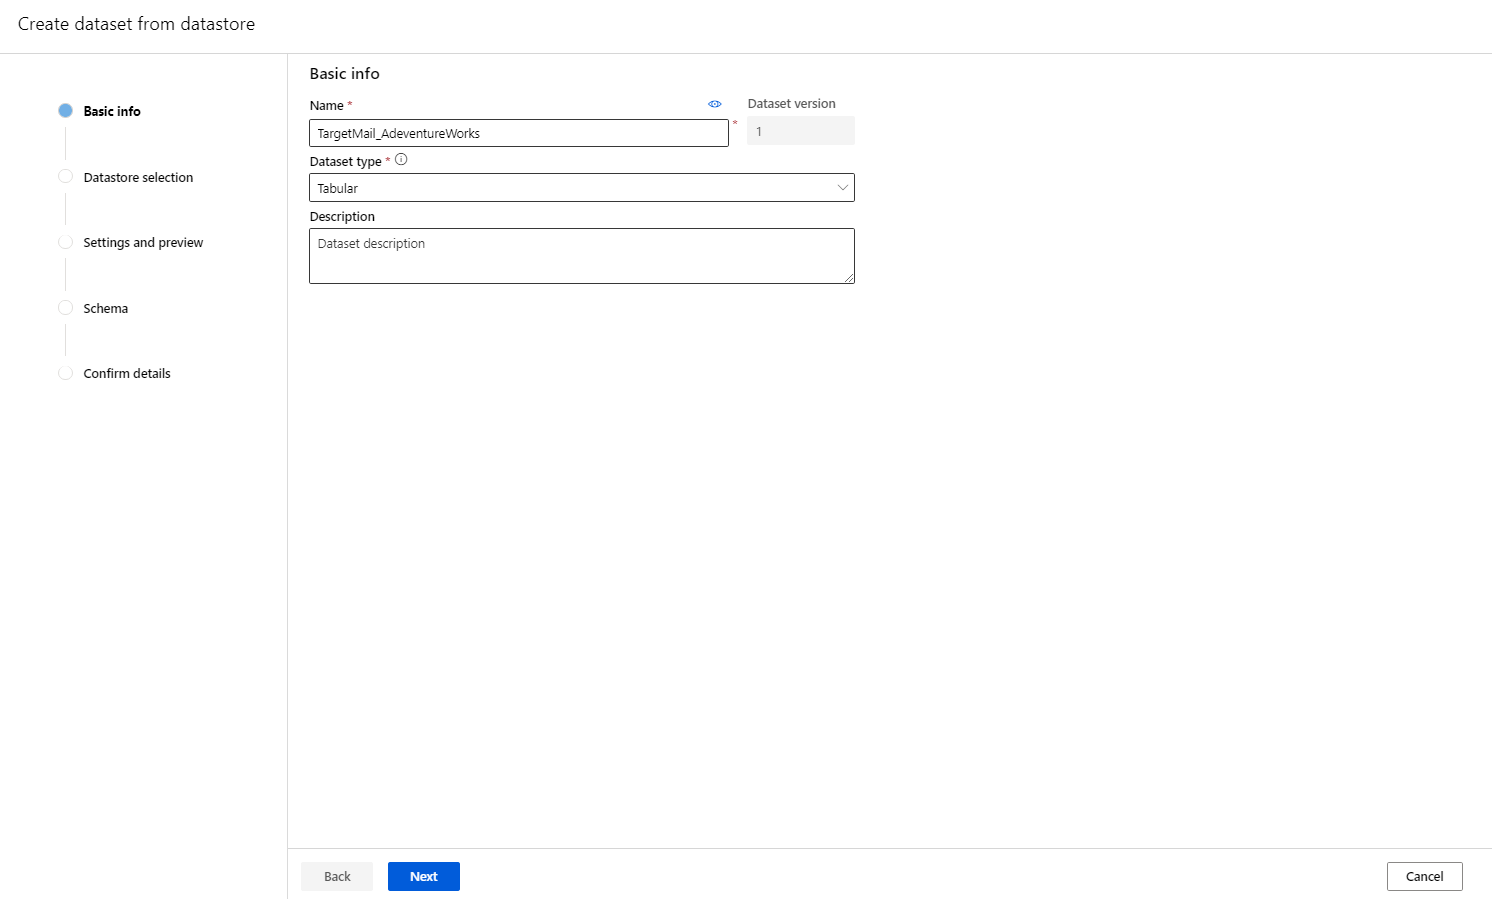 Create dataset from datastore
Basic info
Datastore selection
Settings and preview
Schema
Confirm details
Basic info
Name *
Dataset version
TargetMail_AdeventureWorks
*
1
Dataset type *
Tabular
Description
Dataset description
Back
Next
Cancel